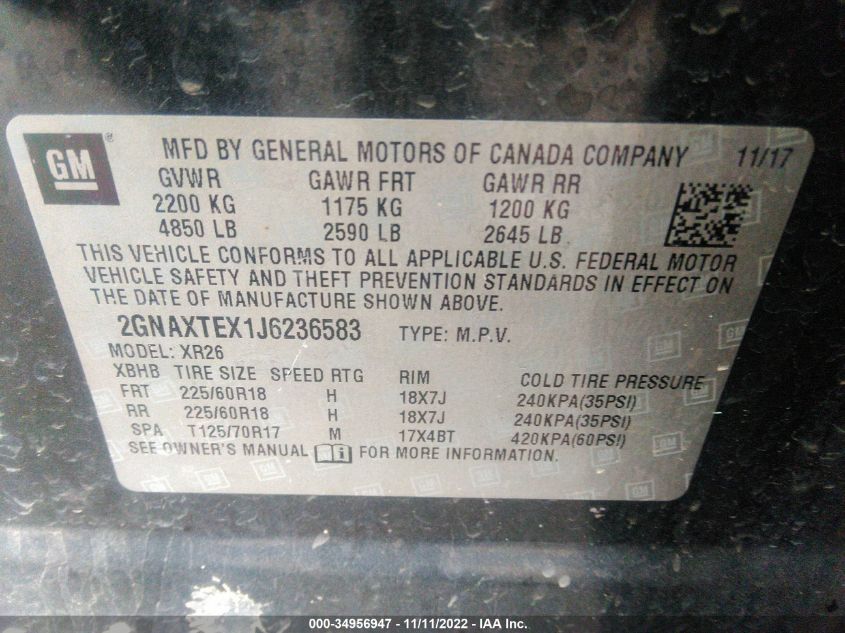 GM ® MFD BY GENERAL MOTORS OF CANADA COMPANY 11/17
GVWR GAWR FRT GAWR RR
2200 KG 1175 KG 1200 KG
4850 LB 2590 LB 2645 LB
THIS VEHICLE CONFORMS TO ALL APPLICABLE U.S. FEDERAL MOTOR
VEHICLE SAFETY AND THEFT PREVENTION STANDARDS IN EFFECT ON
THE DATE OF MANUFACTURE SHOWN ABOVE.
2GNAXTEX1J6236583 TYPE: M.P.V.
MODEL: XR26
XBHB TIRE SIZE SPEED RTG RIM COLD TIRE PRESSURE
FRT 225/60R18 H 18X7J 240KPA(35PSI)
RR 225/60R18 H 18X7J 240KPA(35PSI)
SPA T125/70R17 M 17X4BT 420KPA(60PSI)
SEE OWNER'S MANUAL i FOR MORE INFORMATION.
000-34956947 - 11/11/2022 - IAA Inc.